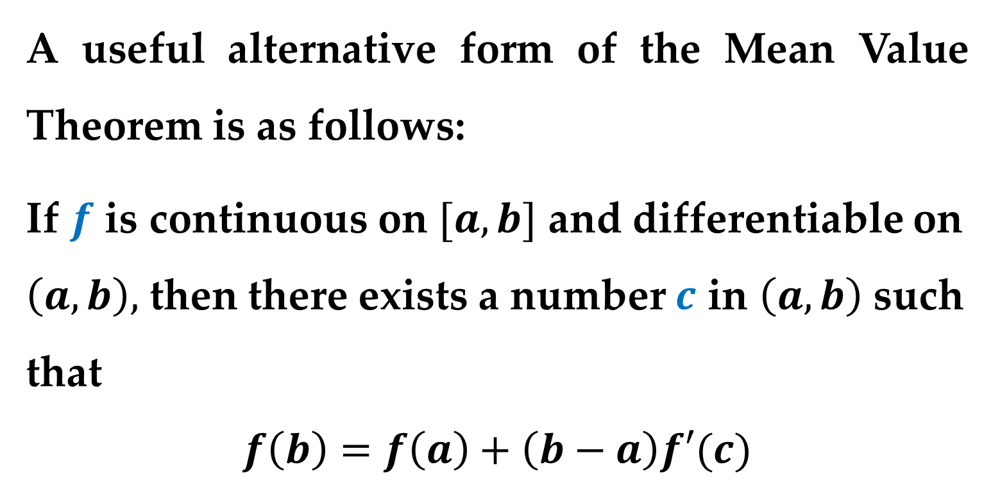 A useful alternative form of the Mean Value
Theorem is as follows:
If f is continuous on [a, b] and differentiable on
(a, b), then there exists a number c in (a, b) such
that
f(b) = f(a) + (b − a)f′(c)